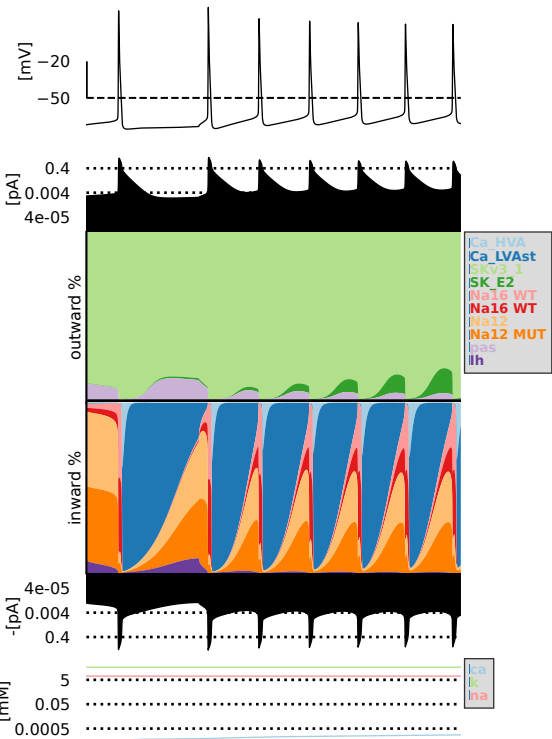 [mV]
−20
−50
[pA]
0.4
0.004
4e-05
outward %
Ca_HVA
Ca_LVAst
SKv3_1
SK_E2
Na16 WT
Na16 WT
Na12
Na12 MUT
pas
Ih
inward %
-[pA]
4e-05
0.004
0.4
[mM]
5
0.05
0.0005
ca
k
na